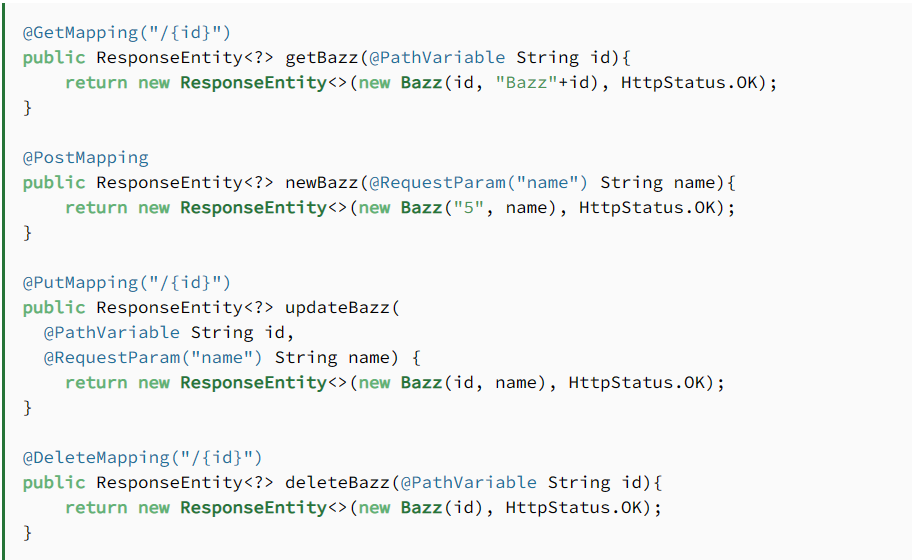 @GetMapping("/{id}")
public ResponseEntity<?> getBazz(@PathVariable String id){
    return new ResponseEntity<>(new Bazz(id, "Bazz"+id), HttpStatus.OK);
}

@PostMapping
public ResponseEntity<?> newBazz(@RequestParam("name") String name){
    return new ResponseEntity<>(new Bazz("5", name), HttpStatus.OK);
}

@PutMapping("/{id}")
public ResponseEntity<?> updateBazz(
  @PathVariable String id,
  @RequestParam("name") String name) {
    return new ResponseEntity<>(new Bazz(id, name), HttpStatus.OK);
}

@DeleteMapping("/{id}")
public ResponseEntity<?> deleteBazz(@PathVariable String id){
    return new ResponseEntity<>(new Bazz(id), HttpStatus.OK);
}